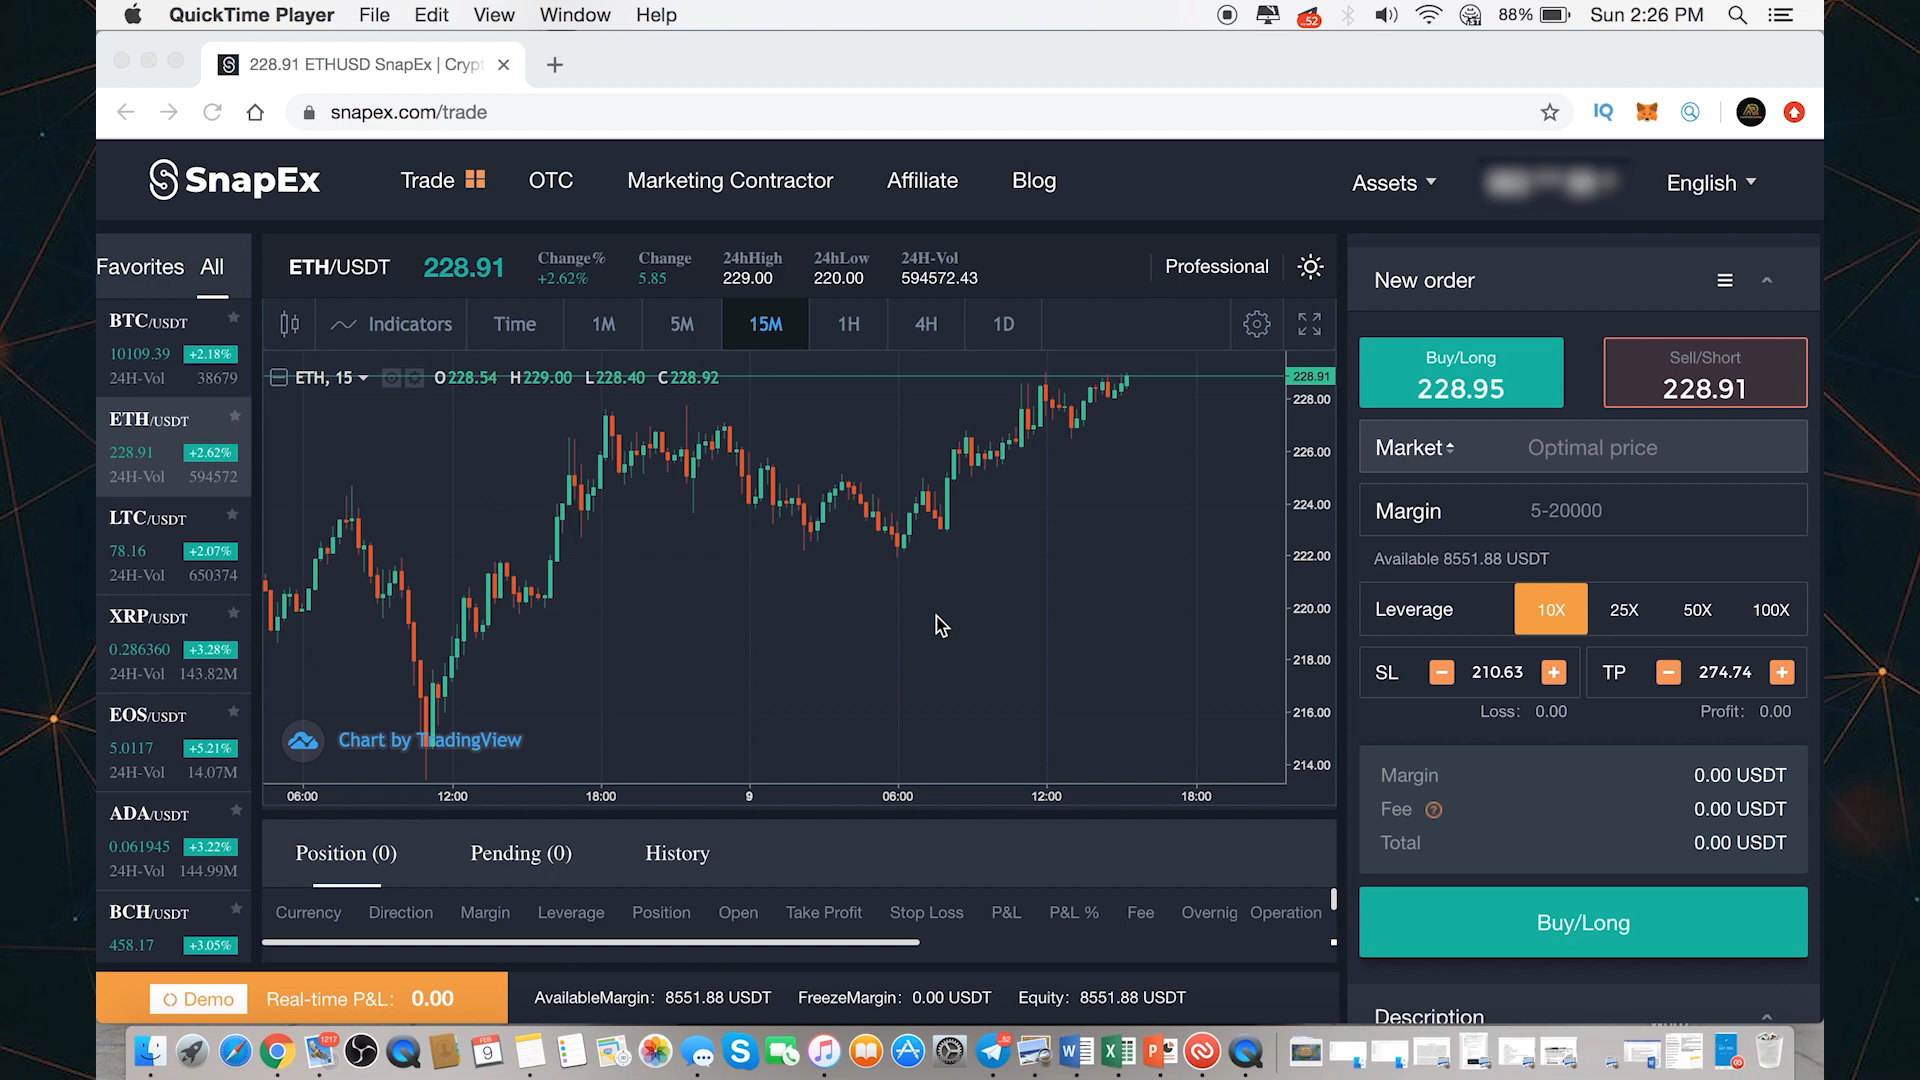 QuickTime Player File Edit View Window Help
.52 88% Sun 2:26 PM
228.91 ETHUSD SnapEx | Crypt
snapex.com/trade
IQ
SnapEx Trade OTC Marketing Contractor Affiliate Blog Assets English
Favorites All
ETH/USDT 228.91
Change% Change 24hHigh 24hLow 24H-Vol
+2.62% 5.85 229.00 220.00 594572.43
Professional
Indicators Time 1M 5M 15M 1H 4H 1D
ETH, 15 O228.54 H229.00 L228.40 C228.92
228.91
228.00
226.00
224.00
222.00
220.00
218.00
216.00
214.00
Chart by TradingView
06:00 12:00 18:00 9 06:00 12:00 18:00
BTC/USDT
10109.39 +2.18%
24H-Vol 38679
ETH/USDT
228.91 +2.62%
24H-Vol 594572
LTC/USDT
78.16 +2.07%
24H-Vol 650374
XRP/USDT
0.286360 +3.28%
24H-Vol 143.82M
EOS/USDT
5.0117 +5.21%
24H-Vol 14.07M
ADA/USDT
0.061945 +3.22%
24H-Vol 144.99M
BCH/USDT
458.17 +3.05%
Position (0) Pending (0) History
Currency Direction Margin Leverage Position Open Take Profit Stop Loss P&L P&L % Fee Overnig Operation
New order
Buy/Long Sell/Short
228.95 228.91
Market Optimal price
Margin 5-20000
Available 8551.88 USDT
Leverage 10X 25X 50X 100X
SL - 210.63 + TP - 274.74 +
Loss: 0.00 Profit: 0.00
Margin 0.00 USDT
Fee ? 0.00 USDT
Total 0.00 USDT
Buy/Long
Description
Demo Real-time P&L: 0.00 AvailableMargin: 8551.88 USDT FreezeMargin: 0.00 USDT Equity: 8551.88 USDT
1217
FEB
9